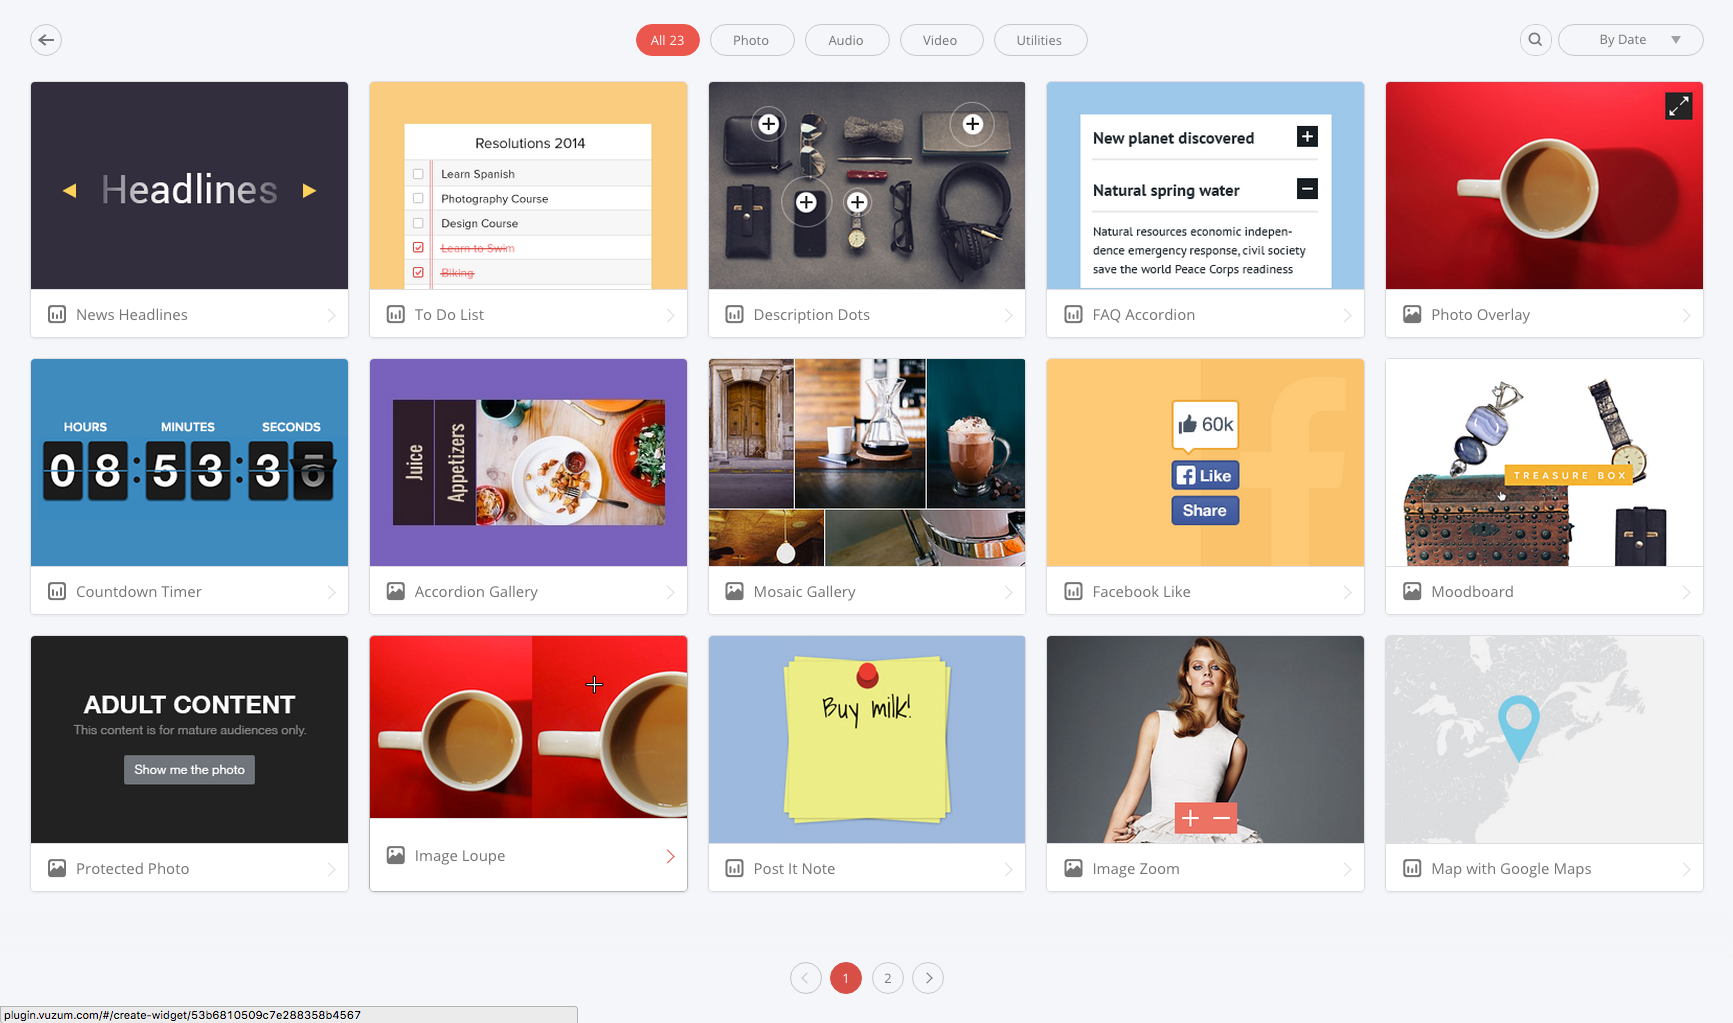 All 23
Photo
Audio
Video
Utilities
By Date
Headlines
News Headlines
Resolutions 2014
Learn Spanish
Photography Course
Design Course
Learn to Swim
Biking
To Do List
Description Dots
New planet discovered
Natural spring water
Natural resources economic indepen-
dence emergency response, civil society
save the world Peace Corps readiness
FAQ Accordion
Photo Overlay
HOURS MINUTES SECONDS
08:53:36
Countdown Timer
Juice
Appetizers
Accordion Gallery
Mosaic Gallery
60k
Like
Share
Facebook Like
TREASURE BOX
Moodboard
ADULT CONTENT
This content is for mature audiences only.
Show me the photo
Protected Photo
Image Loupe
Buy milk!
Post It Note
Image Zoom
Map with Google Maps
1
2
plugin.vuzum.com/#/create-widget/53b6810509c7e288358b4567